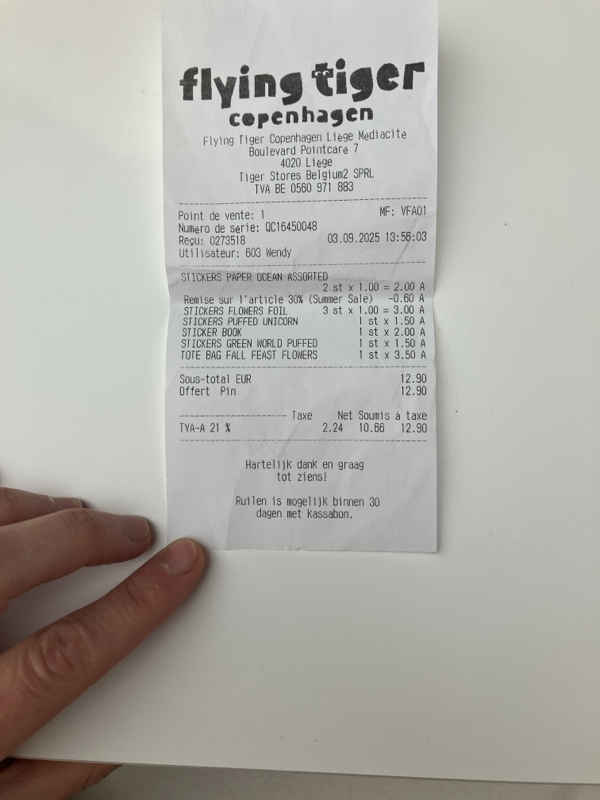 flying tiger
copenhagen
Flying Tiger Copenhagen Liège Mediacité
Boulevard Pointcaré 7
4020 Liège
Tiger Stores Belgium2 SPRL
TVA BE 0560 971 883
Point de vente: 1 MF: VFA01
Numéro de série: QC16450048
Reçu: 0273518 03.09.2025 13:56:03
Utilisateur: 603 Wendy
STICKERS PAPER OCEAN ASSORTED
2 st x 1.00 = 2.00 A
Remise sur l'article 30% (Summer Sale) -0.60 A
STICKERS FLOWERS FOIL 3 st x 1.00 = 3.00 A
STICKERS PUFFED UNICORN 1 st x 1.50 A
STICKER BOOK 1 st x 2.00 A
STICKERS GREEN WORLD PUFFED 1 st x 1.50 A
TOTE BAG FALL FEAST FLOWERS 1 st x 3.50 A
Sous-total EUR 12.90
Offert Pin 12.90
Taxe Net Soumis à taxe
TVA-A 21 % 2.24 10.66 12.90
Hartelijk dank en graag
tot ziens!
Ruilen is mogelijk binnen 30
dagen met Kassabon.